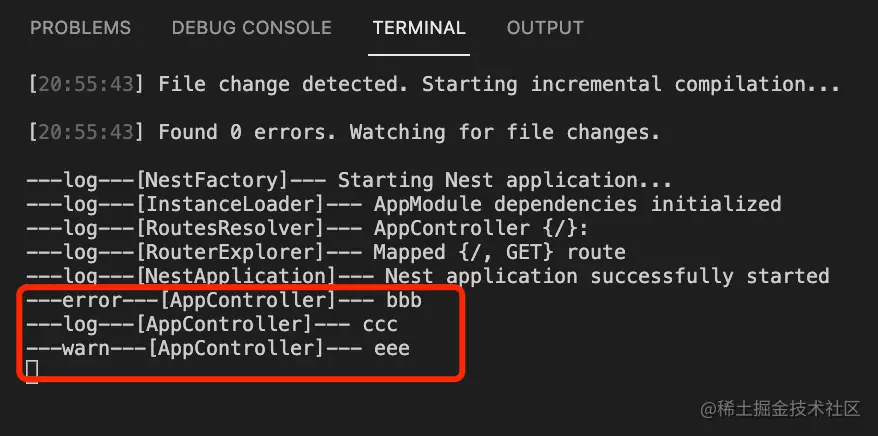 PROBLEMS DEBUG CONSOLE TERMINAL OUTPUT
[20:55:43] File change detected. Starting incremental compilation...
[20:55:43] Found 0 errors. Watching for file changes.
---log---[NestFactory]--- Starting Nest application...
---log---[InstanceLoader]--- AppModule dependencies initialized
---log---[RoutesResolver]--- AppController {/}:
---log---[RouterExplorer]--- Mapped {/, GET} route
---log---[NestApplication]--- Nest application successfully started
---error---[AppController]--- bbb
---log---[AppController]--- ccc
---warn---[AppController]--- eee
@稀土掘金技术社区